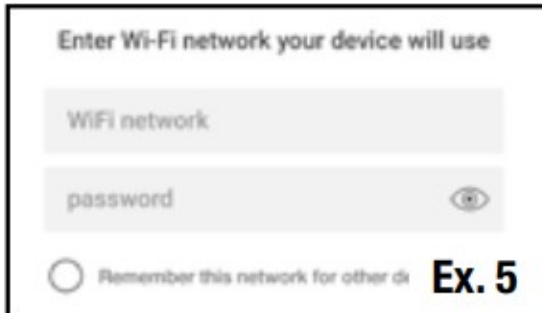 Enter Wi-Fi network your device will use
WiFi network
password
Remember this network for other
Ex. 5